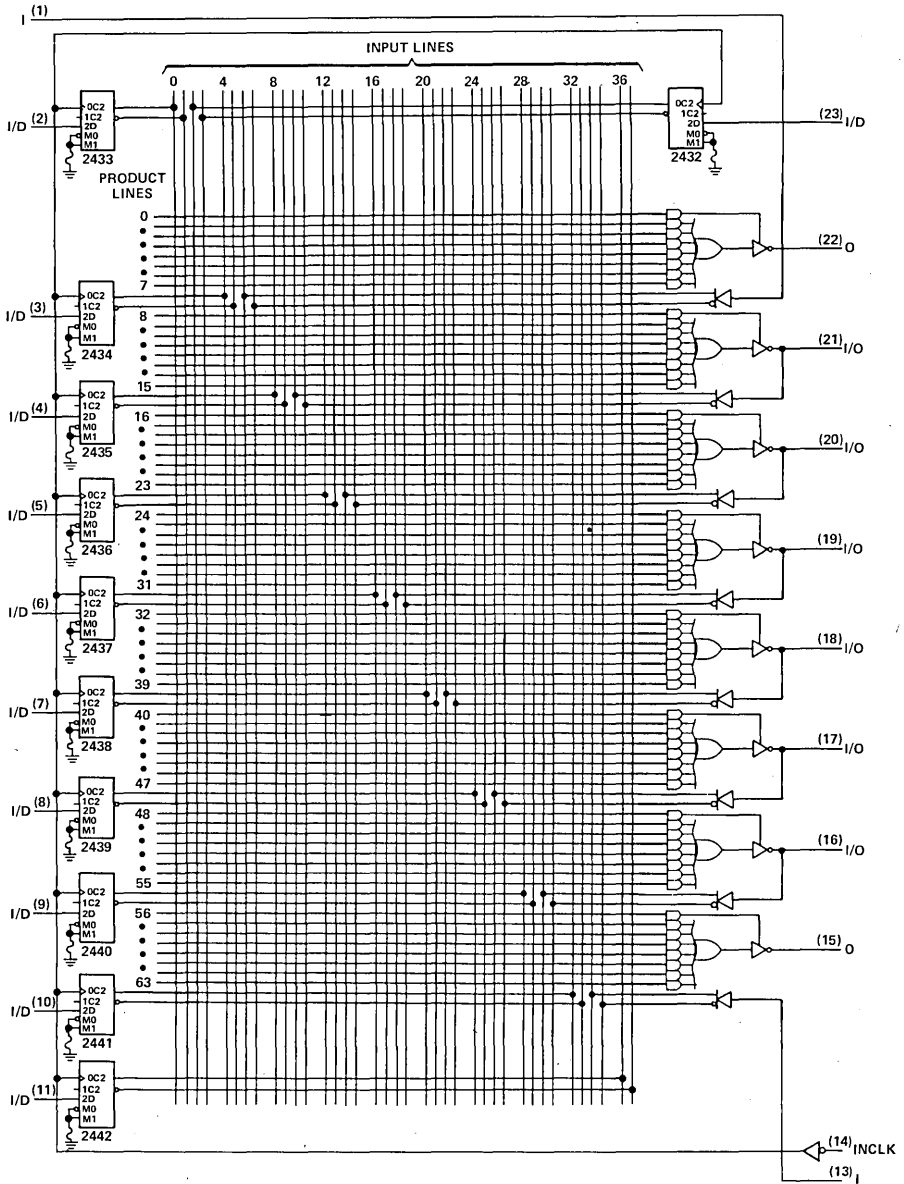 I (1)
INPUT LINES
0 4 8 12 16 20 24 28 32 36
I/D (2) 0C2 1C2 2D M0 M1 2433
0C2 1C2 2D M0 M1 2432 (23) I/D
PRODUCT LINES
0
7
(22) O
I/D (3) 0C2 1C2 2D M0 M1 2434
8
15
(21) I/O
I/D (4) 0C2 1C2 2D M0 M1 2435
16
23
(20) I/O
I/D (5) 0C2 1C2 2D M0 M1 2436
24
31
(19) I/O
I/D (6) 0C2 1C2 2D M0 M1 2437
32
39
(18) I/O
I/D (7) 0C2 1C2 2D M0 M1 2438
40
47
(17) I/O
I/D (8) 0C2 1C2 2D M0 M1 2439
48
55
(16) I/O
I/D (9) 0C2 1C2 2D M0 M1 2440
56
63
(15) O
I/D (10) 0C2 1C2 2D M0 M1 2441
I/D (11) 0C2 1C2 2D M0 M1 2442
(14) INCLK
(13) I